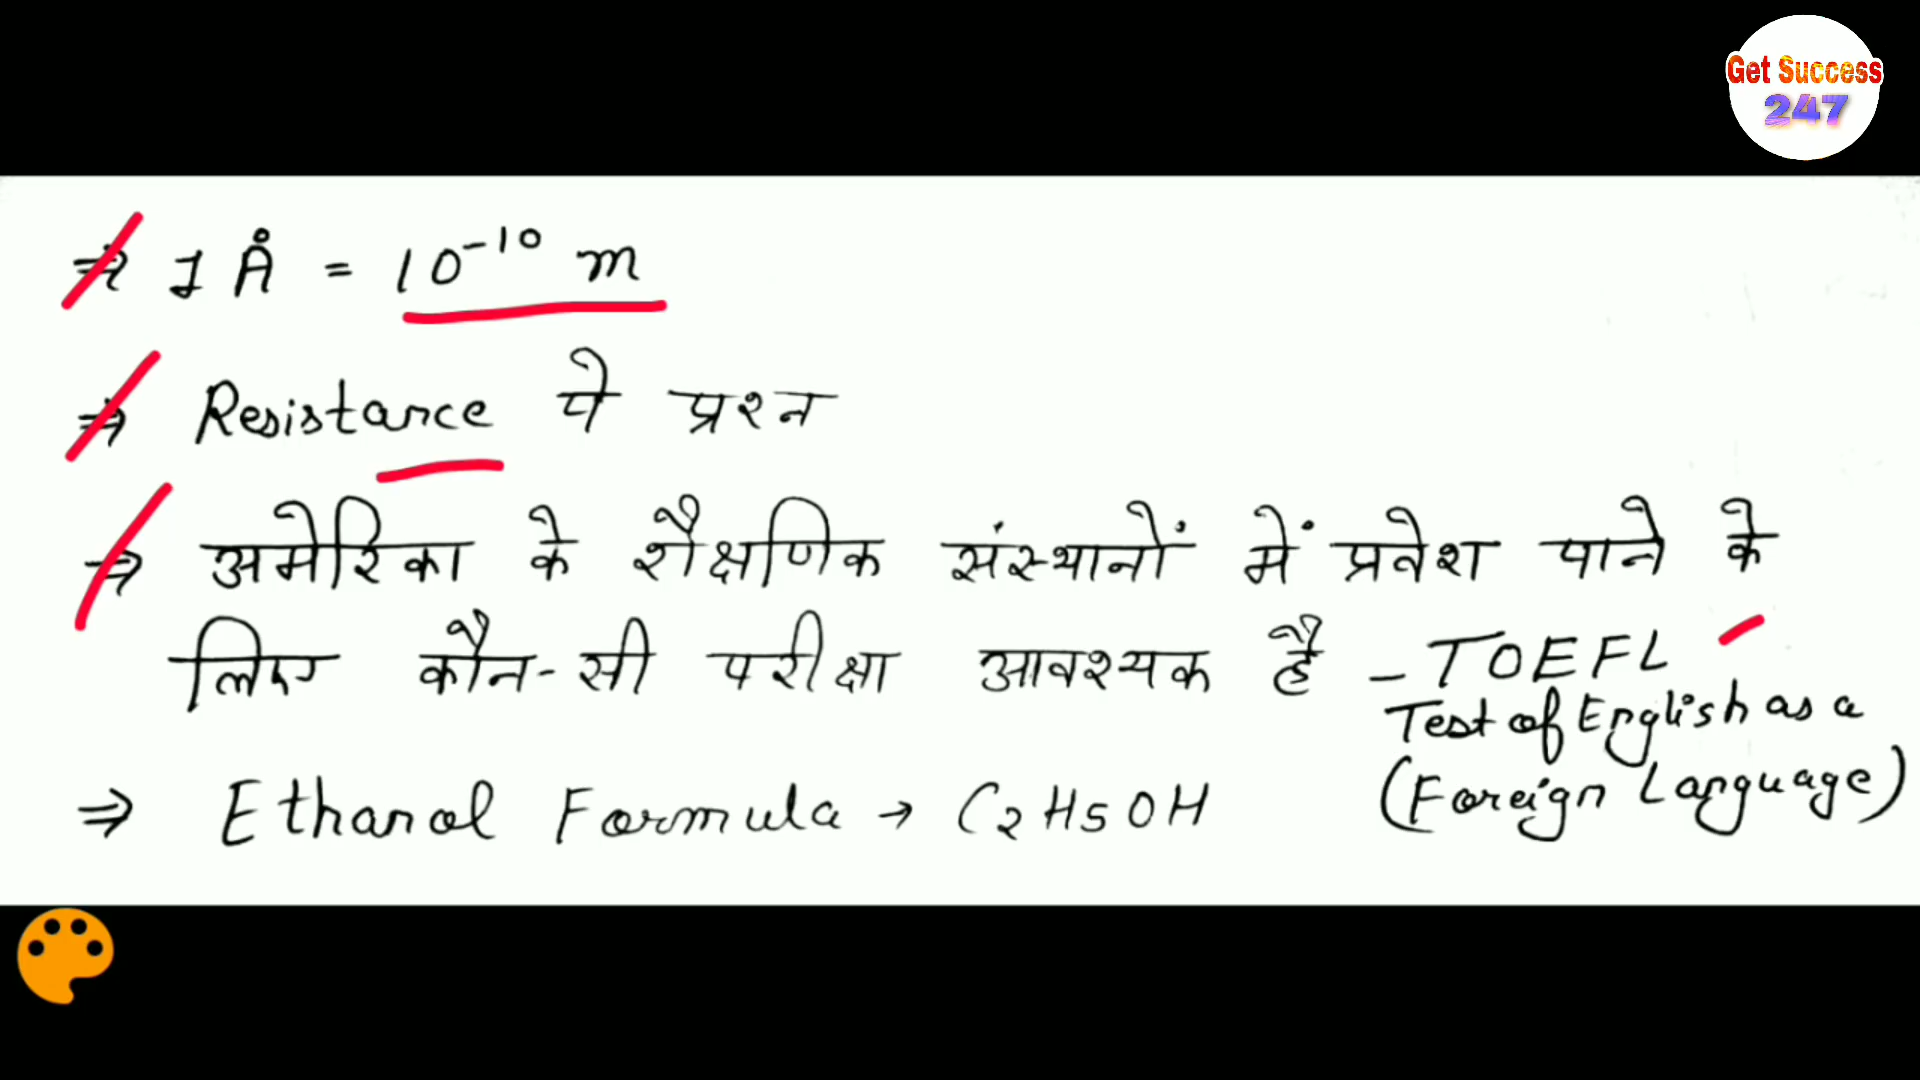 Get Success
247
⇒ 1 Å = 10⁻¹⁰ m
⇒ Resistance पे प्रश्न
⇒ अमेरिका के शैक्षणिक संस्थानों में प्रवेश पाने के
लिए कौन-सी परीक्षा आवश्यक है - TOEFL
Test of English as a
(Foreign Language)
⇒ Ethanol Formula → C₂H5OH